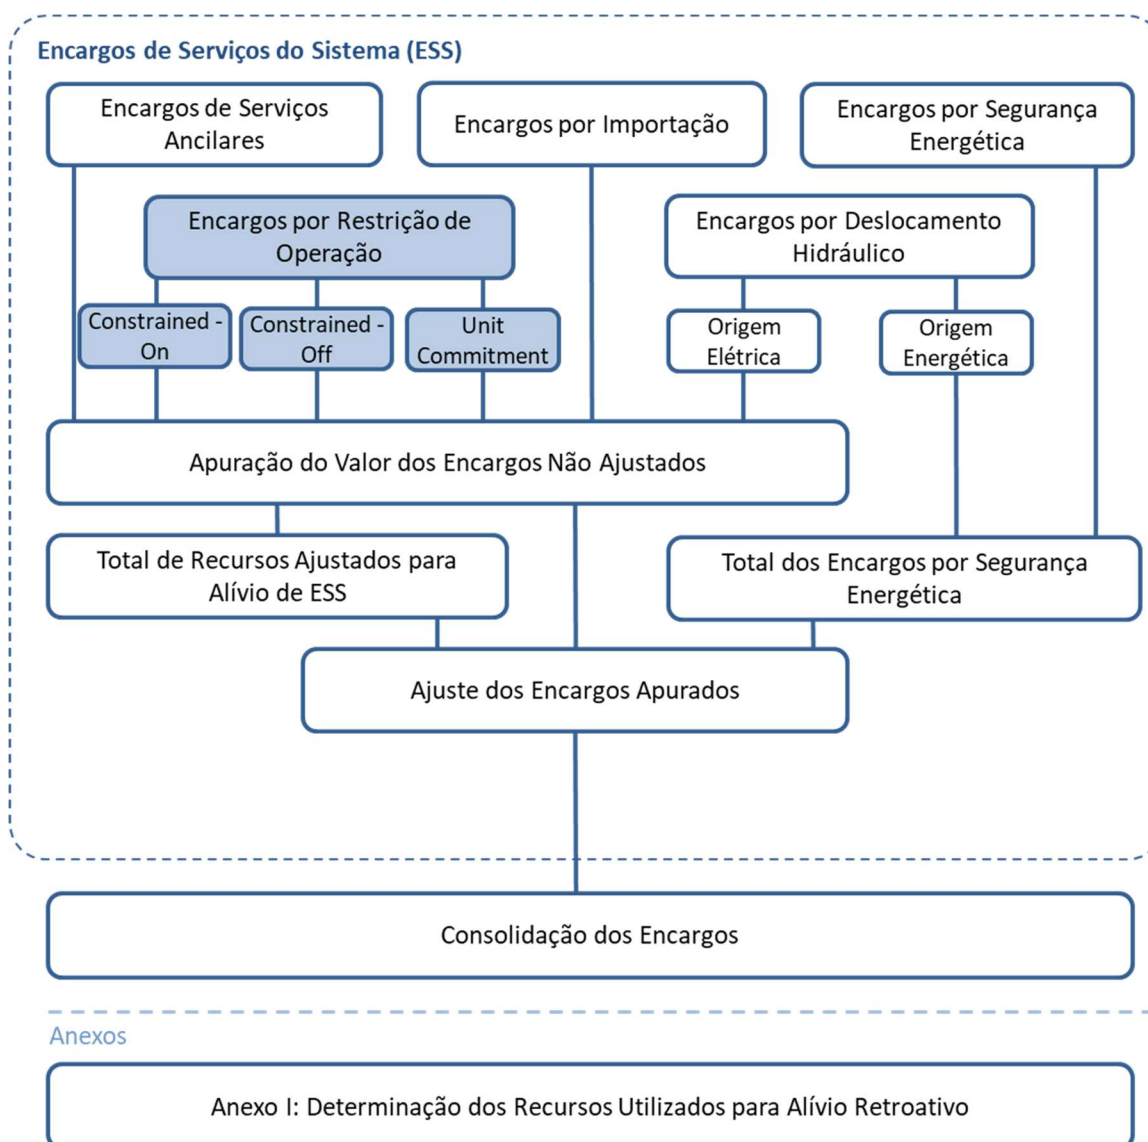 Encargos de Serviços do Sistema (ESS)
Encargos de Serviços
Ancilares
Encargos por Importação
Encargos por Segurança
Energética
Encargos por Restrição de
Operação
Encargos por Deslocamento
Hidráulico
Constrained -
On
Constrained -
Off
Unit
Commitment
Origem
Elétrica
Origem
Energética
Apuração do Valor dos Encargos Não Ajustados
Total de Recursos Ajustados para
Alívio de ESS
Total dos Encargos por Segurança
Energética
Ajuste dos Encargos Apurados
Consolidação dos Encargos
Anexos
Anexo I: Determinação dos Recursos Utilizados para Alívio Retroativo